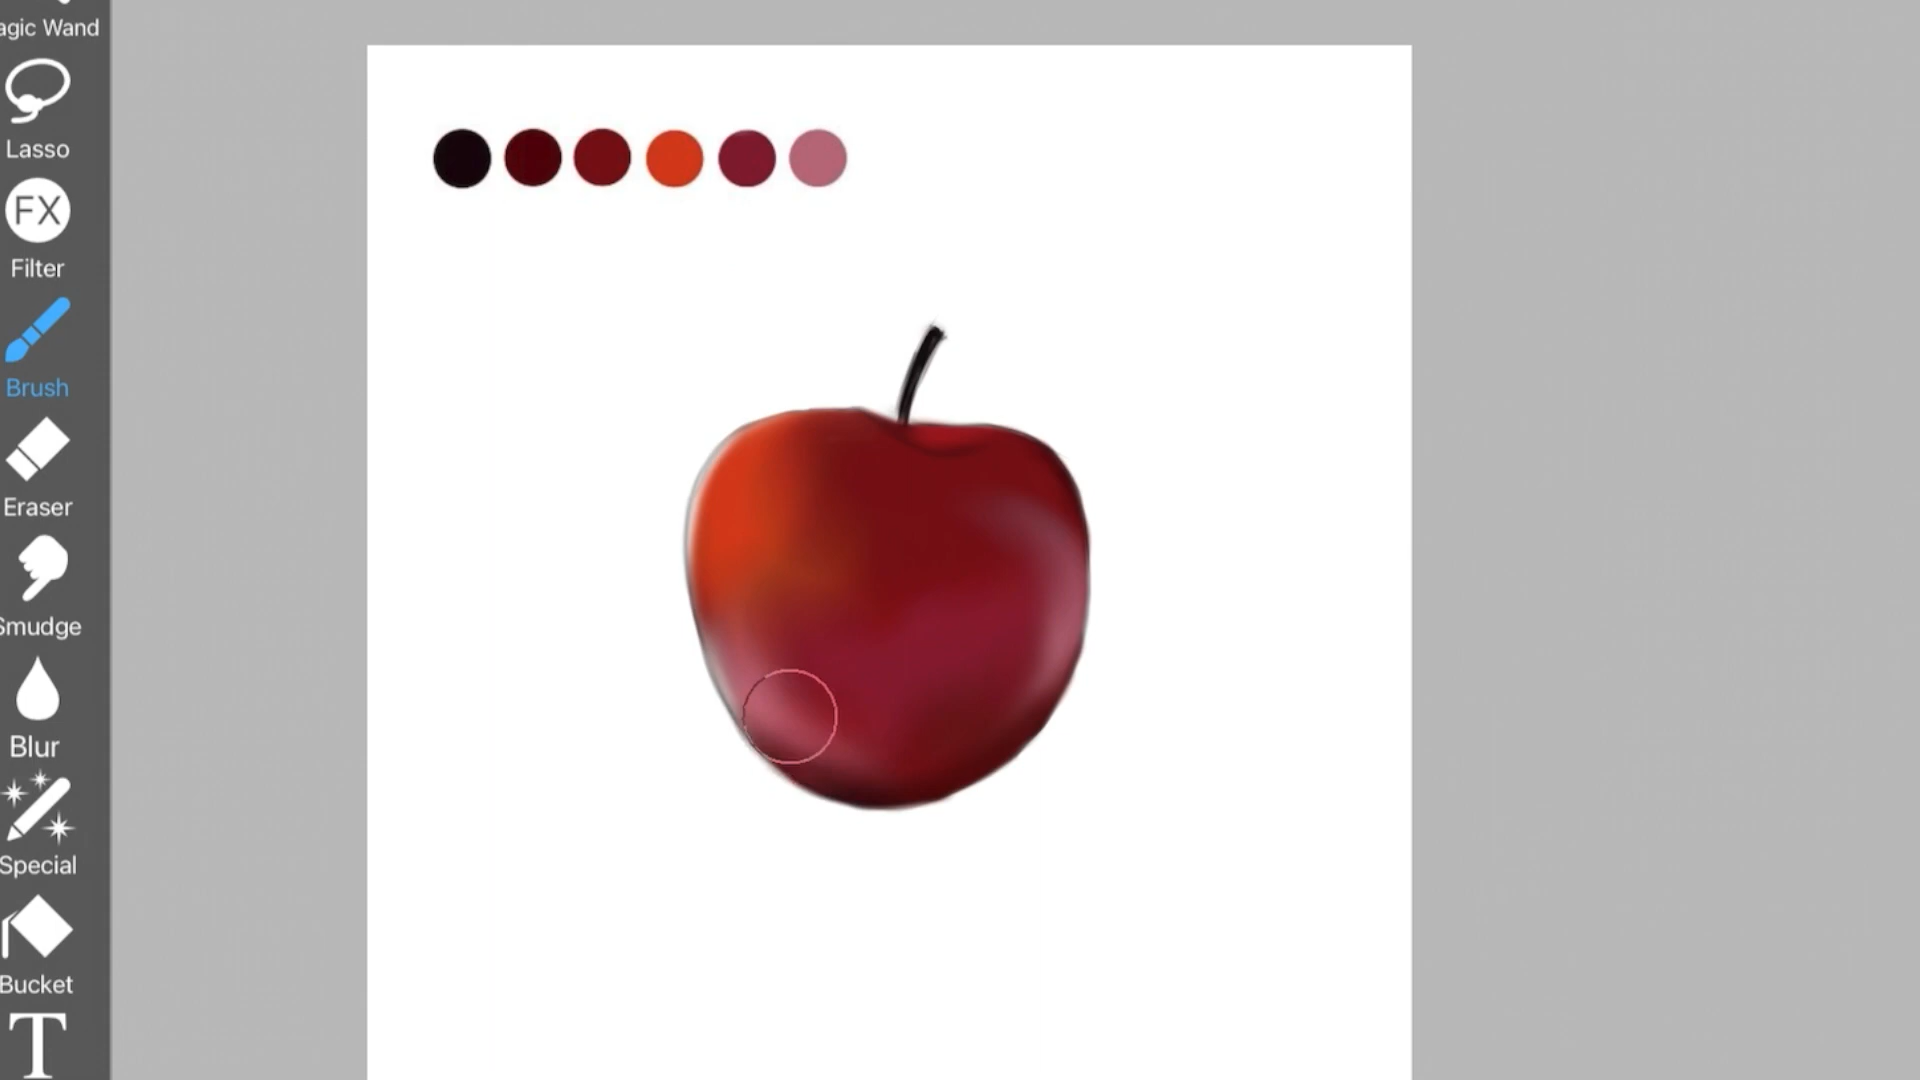 agic Wand
Lasso
FX
Filter
Brush
Eraser
Smudge
Blur
Special
Bucket
T